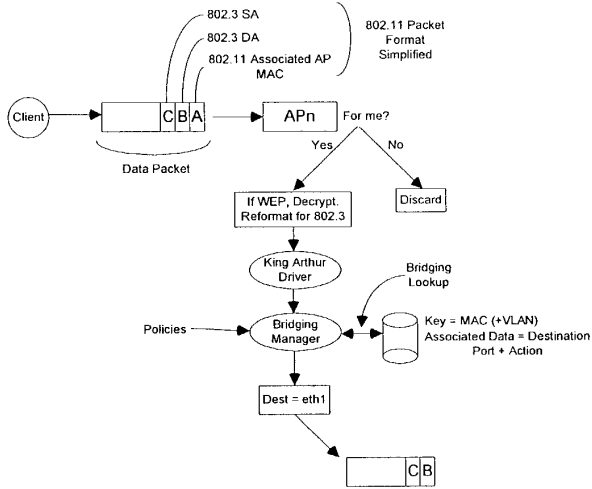 802.3 SA
802.3 DA
802.11 Associated AP
MAC
802.11 Packet
Format
Simplified
Client
C B A
APn
For me?
Data Packet
Yes
No
If WEP, Decrypt.
Reformat for 802.3
Discard
King Arthur
Driver
Bridging
Lookup
Policies
Bridging
Manager
Key = MAC (+VLAN)
Associated Data = Destination
Port + Action
Dest = eth1
C B